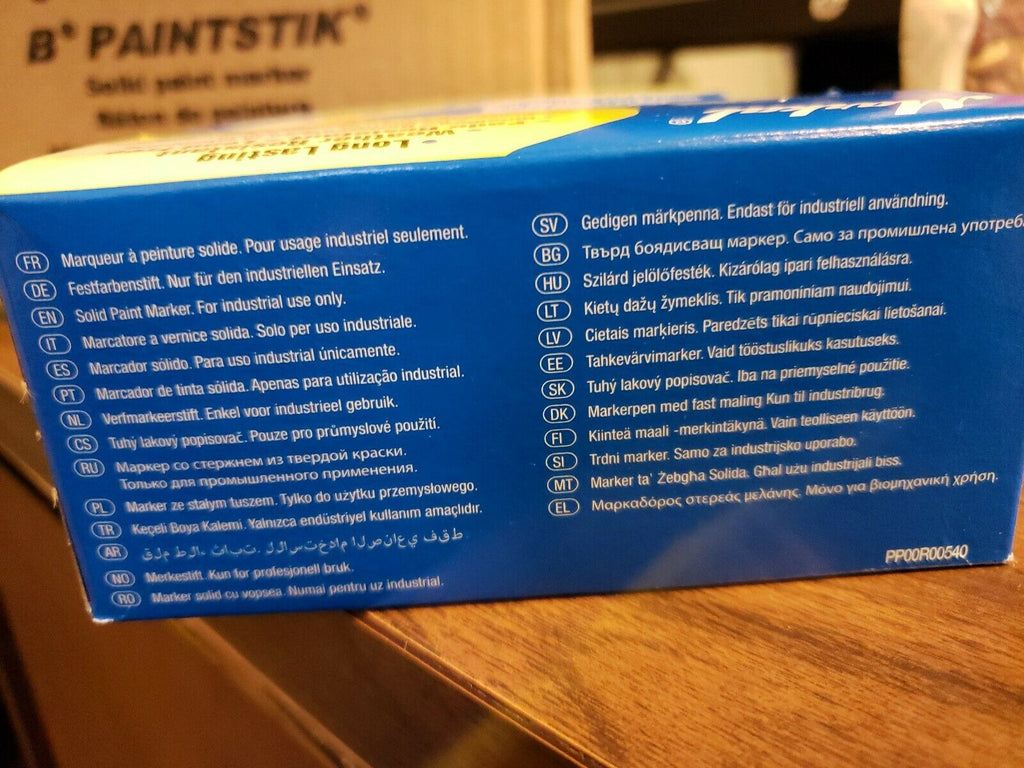 B® PAINTSTIK®
Solid paint marker
Bâton de peinture
Markal®
• Long Lasting
FR Marqueur à peinture solide. Pour usage industriel seulement.
DE Festfarbenstift. Nur für den industriellen Einsatz.
EN Solid Paint Marker. For industrial use only.
IT Marcatore a vernice solida. Solo per uso industriale.
ES Marcador sólido. Para uso industrial únicamente.
PT Marcador de tinta sólida. Apenas para utilização industrial.
NL Verfmarkeerstift. Enkel voor industrieel gebruik.
CS Tuhý lakový popisovač. Pouze pro průmyslové použití.
RU Маркер со стержнем из твердой краски.
Только для промышленного применения.
PL Marker ze stałym tuszem. Tylko do użytku przemysłowego.
TR Keçeli Boya Kalemi. Yalnızca endüstriyel kullanım amaçlıdır.
AR ق ل م ط ل ا ء ث ا ب ت . ل ل ا س ت خ د ا م ا ل ص ن ا ع ي ف ق ط
NO Merkestift. Kun for profesjonell bruk.
RO Marker solid cu vopsea. Numai pentru uz industrial.
SV Gedigen märkpenna. Endast för industriell användning.
BG Твърд боядисващ маркер. Само за промишлена употреб
HU Szilárd jelölőfesték. Kizárólag ipari felhasználásra.
LT Kietų dažų žymeklis. Tik pramoniniam naudojimui.
LV Cietais marķieris. Paredzēts tikai rūpnieciskai lietošanai.
EE Tahkevärvimarker. Vaid tööstuslikuks kasutuseks.
SK Tuhý lakový popisovač. Iba na priemyselné použitie.
DK Markerpen med fast maling Kun til industribrug.
FI Kiinteä maali -merkintäkynä. Vain teolliseen käyttöön.
SI Trdni marker. Samo za industrijsko uporabo.
MT Marker ta' Żebgħa Solida. Għal użu industrijali biss.
EL Μαρκαδόρος στερεάς μελάνης. Μόνο για βιομηχανική χρήση.
PP00R00540